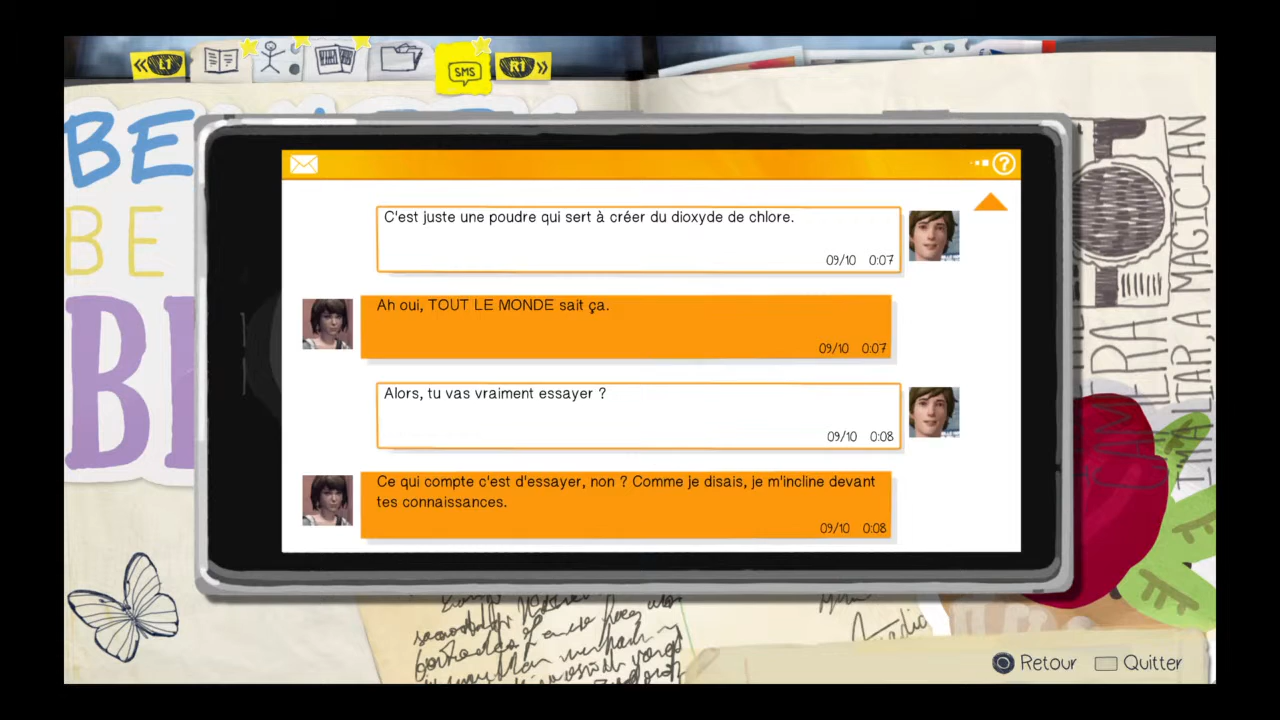 L1
SMS
R1
BE
BE
C'est juste une poudre qui sert à créer du dioxyde de chlore.
09/10 0:07
Ah oui, TOUT LE MONDE sait ça.
09/10 0:07
Alors, tu vas vraiment essayer ?
09/10 0:08
Ce qui compte c'est d'essayer, non ? Comme je disais, je m'incline devant
tes connaissances.
09/10 0:08
A MAGICIAN
Retour
Quitter